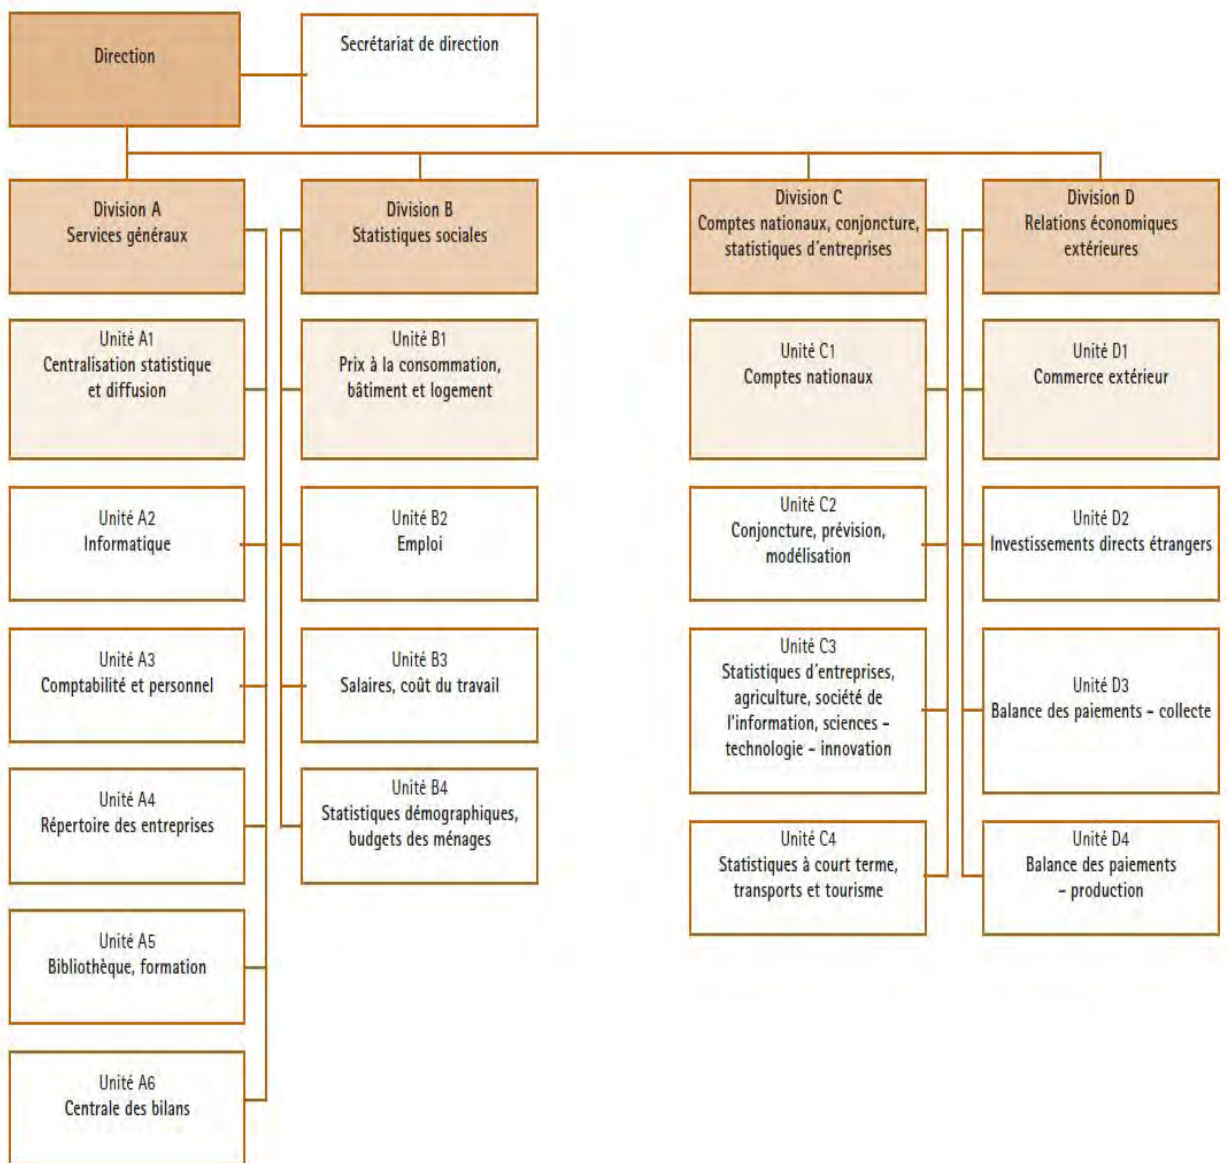 Direction
Secrétariat de direction
Division A
Services généraux
Division B
Statistiques sociales
Division C
Comptes nationaux, conjoncture,
statistiques d'entreprises
Division D
Relations économiques
extérieures
Unité A1
Centralisation statistique
et diffusion
Unité B1
Prix à la consommation,
bâtiment et logement
Unité C1
Comptes nationaux
Unité D1
Commerce extérieur
Unité A2
Informatique
Unité B2
Emploi
Unité C2
Conjoncture, prévision,
modélisation
Unité D2
Investissements directs étrangers
Unité A3
Comptabilité et personnel
Unité B3
Salaires, coût du travail
Unité C3
Statistiques d'entreprises,
agriculture, société de
l'information, sciences –
technologie – innovation
Unité D3
Balance des paiements – collecte
Unité A4
Répertoire des entreprises
Unité B4
Statistiques démographiques,
budgets des ménages
Unité C4
Statistiques à court terme,
transports et tourisme
Unité D4
Balance des paiements
– production
Unité A5
Bibliothèque, formation
Unité A6
Centrale des bilans